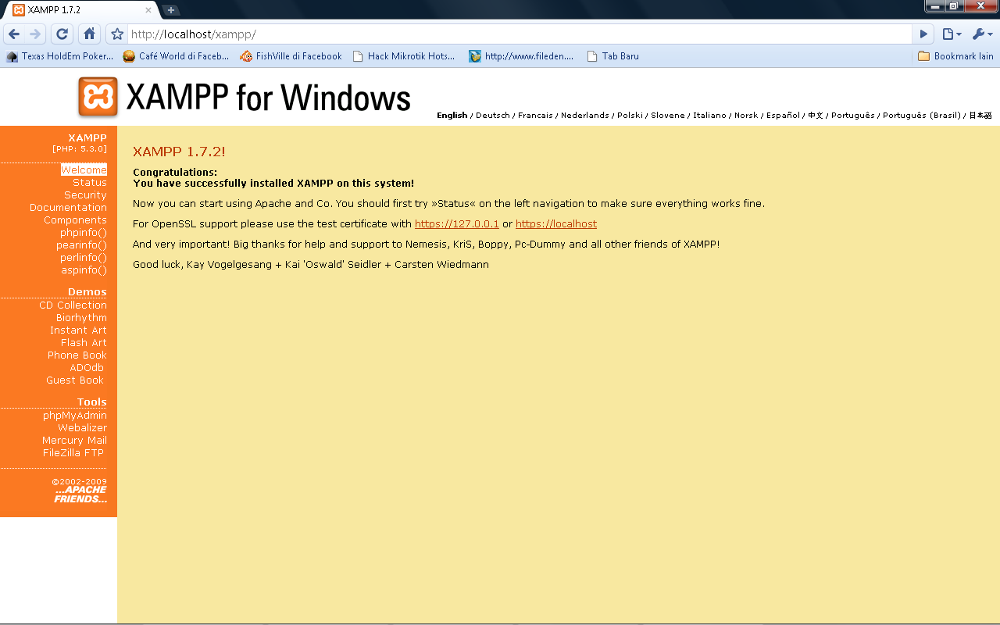 XAMPP 1.7.2
http://localhost/xampp/
Texas HoldEm Poker... Café World di Faceb... FishVille di Facebook Hack Mikrotik Hots... http://www.fileden.... Tab Baru Bookmark lain
XAMPP for Windows
English / Deutsch / Francais / Nederlands / Polski / Slovene / Italiano / Norsk / Español / 中文 / Português / Português (Brasil) / 日本語
XAMPP
[PHP: 5.3.0]
Welcome
Status
Security
Documentation
Components
phpinfo()
pearinfo()
perlinfo()
aspinfo()
Demos
CD Collection
Biorhythm
Instant Art
Flash Art
Phone Book
ADOdb
Guest Book
Tools
phpMyAdmin
Webalizer
Mercury Mail
FileZilla FTP
©2002-2009
...APACHE
FRIENDS...
XAMPP 1.7.2!
Congratulations:
You have successfully installed XAMPP on this system!
Now you can start using Apache and Co. You should first try »Status« on the left navigation to make sure everything works fine.
For OpenSSL support please use the test certificate with https://127.0.0.1 or https://localhost
And very important! Big thanks for help and support to Nemesis, KriS, Boppy, Pc-Dummy and all other friends of XAMPP!
Good luck, Kay Vogelgesang + Kai 'Oswald' Seidler + Carsten Wiedmann